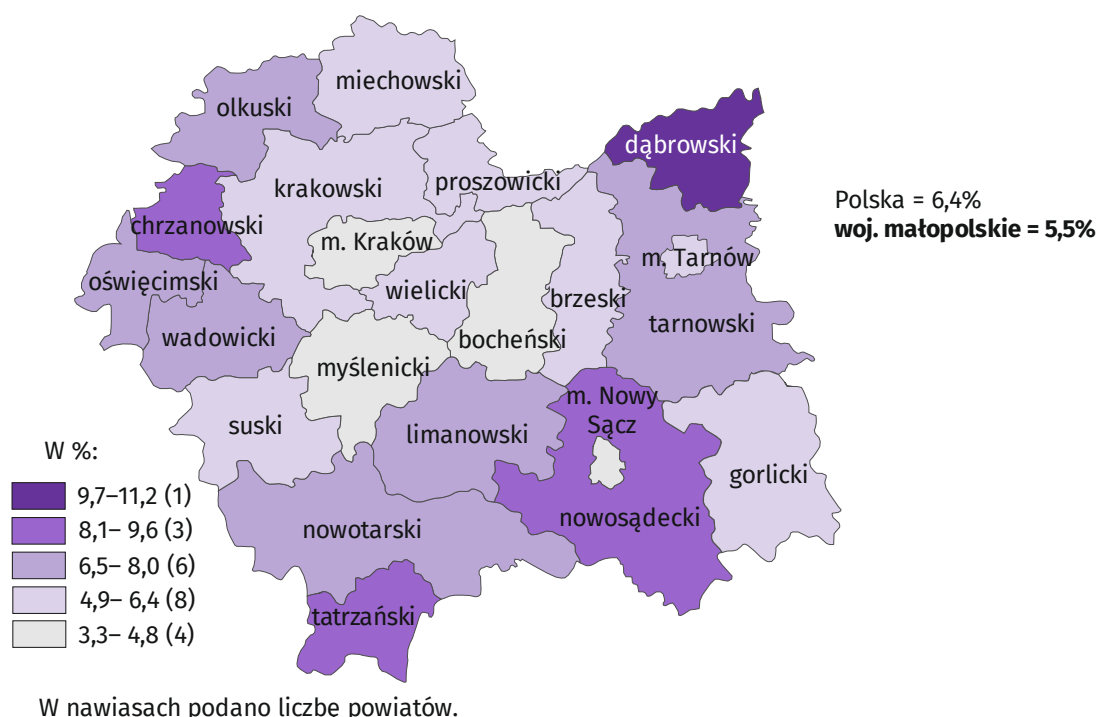 miechowski
olkuski
dąbrowski
krakowski
proszowicki
Polska = 6,4%
woj. małopolskie = 5,5%
chrzanowski
m. Kraków
m. Tarnów
oświęcimski
wielicki
brzeski
wadowicki
bocheński
tarnowski
myślenicki
m. Nowy
Sącz
suski
limanowski
gorlicki
nowosądecki
nowotarski
tatrzański
W %:
9,7–11,2 (1)
8,1– 9,6 (3)
6,5– 8,0 (6)
4,9– 6,4 (8)
3,3– 4,8 (4)
W nawiasach podano liczbę powiatów.